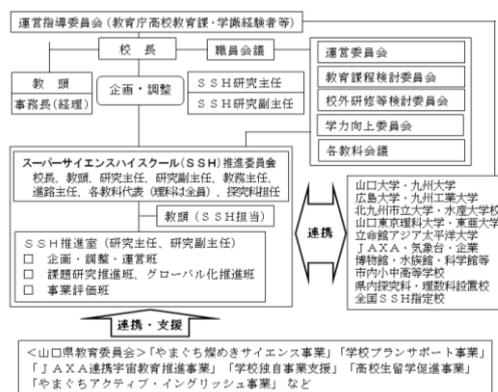 運営指導委員会（教育庁高校教育課・学識経験者等）
校　長
職員会議
教　頭
事務長（経理）
企画・調整
ＳＳＨ研究主任
ＳＳＨ研究副主任
運営委員会
教育課程検討委員会
校外研修等検討委員会
学力向上委員会
各教科会議
スーパーサイエンスハイスクール（ＳＳＨ）推進委員会
校長、教頭、研究主任、研究副主任、教務主任、
進路主任、各教科代表（理科は全員）、探究科担任
教頭（ＳＳＨ担当）
ＳＳＨ推進室（研究主任、研究副主任）
□　企画・調整・運営班
□　課題研究推進班、グローバル化推進班
□　事業評価班
連携
山口大学・九州大学
広島大学・九州工業大学
北九州市立大学・水産大学校
山口東京理科大学・東亜大学
立命館アジア太平洋大学
ＪＡＸＡ・気象台・企業
博物館・水族館・科学館等
市内小中高等学校
県内探究科・理数科設置校
全国ＳＳＨ指定校
連携・支援
＜山口県教育委員会＞「やまぐち燦めきサイエンス事業」「学校プランサポート事業」
「ＪＡＸＡ連携宇宙教育推進事業」「学校独自事業支援」「高校生留学促進事業」
「やまぐちアクティブ・イングリッシュ事業」 など